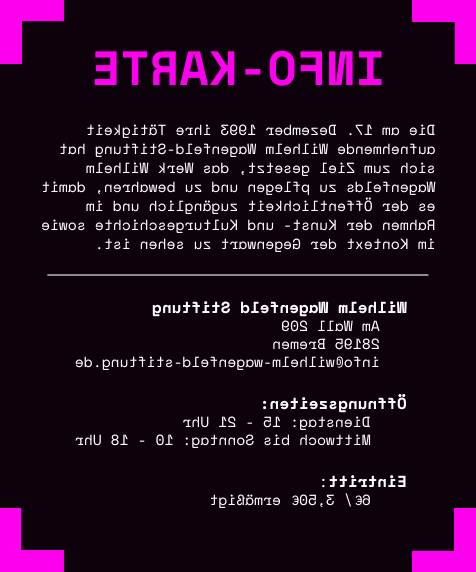 INFO-KARTE
Die am 17. Dezember 1993 ihre Tätigkeit
aufnehmende Wilhelm Wagenfeld-Stiftung hat
sich zum Ziel gesetzt, das Werk Wilhelm
Wagenfelds zu pflegen und zu bewahren, damit
es der Öffentlichkeit zugänglich und im
Rahmen der Kunst- und Kulturgeschichte sowie
im Kontext der Gegenwart zu sehen ist.
Wilhelm Wagenfeld Stiftung
Am Wall 209
28195 Bremen
info@wilhelm-wagenfeld-stiftung.de
Öffnungszeiten:
Dienstag: 15 - 21 Uhr
Mittwoch bis Sonntag: 10 - 18 Uhr
Eintritt:
6€/ 3,50€ ermäßigt